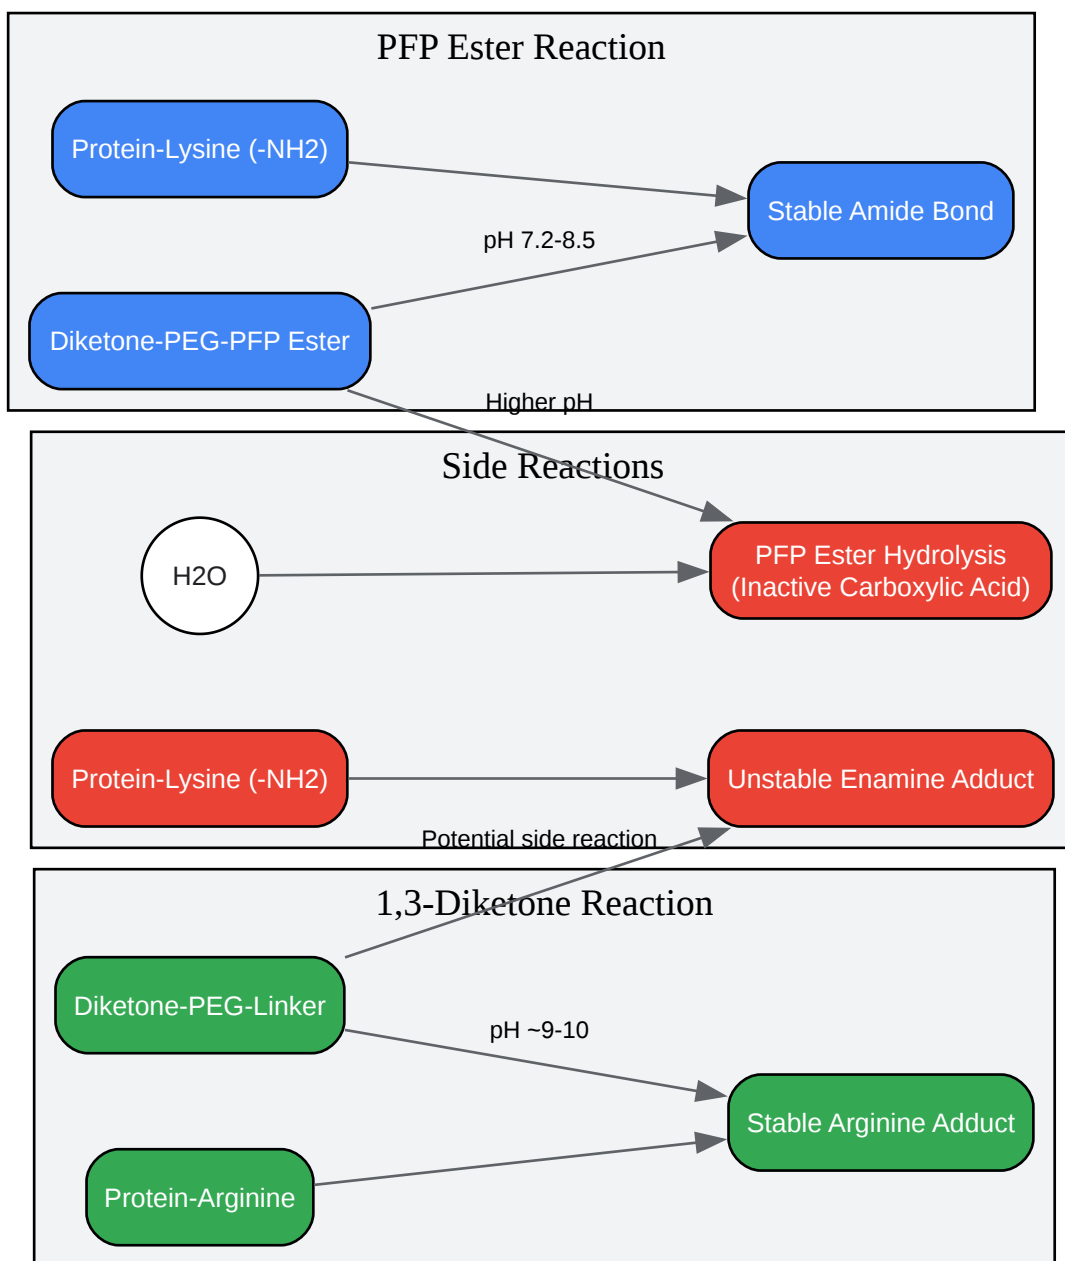 PFP Ester Reaction
Protein-Lysine (-NH2)
Stable Amide Bond
pH 7.2-8.5
Diketone-PEG-PFP Ester
Higher pH
Side Reactions
H2O
PFP Ester Hydrolysis
(Inactive Carboxylic Acid)
Protein-Lysine (-NH2)
Unstable Enamine Adduct
Potential side reaction
1,3-Diketone Reaction
Diketone-PEG-Linker
pH ~9-10
Stable Arginine Adduct
Protein-Arginine